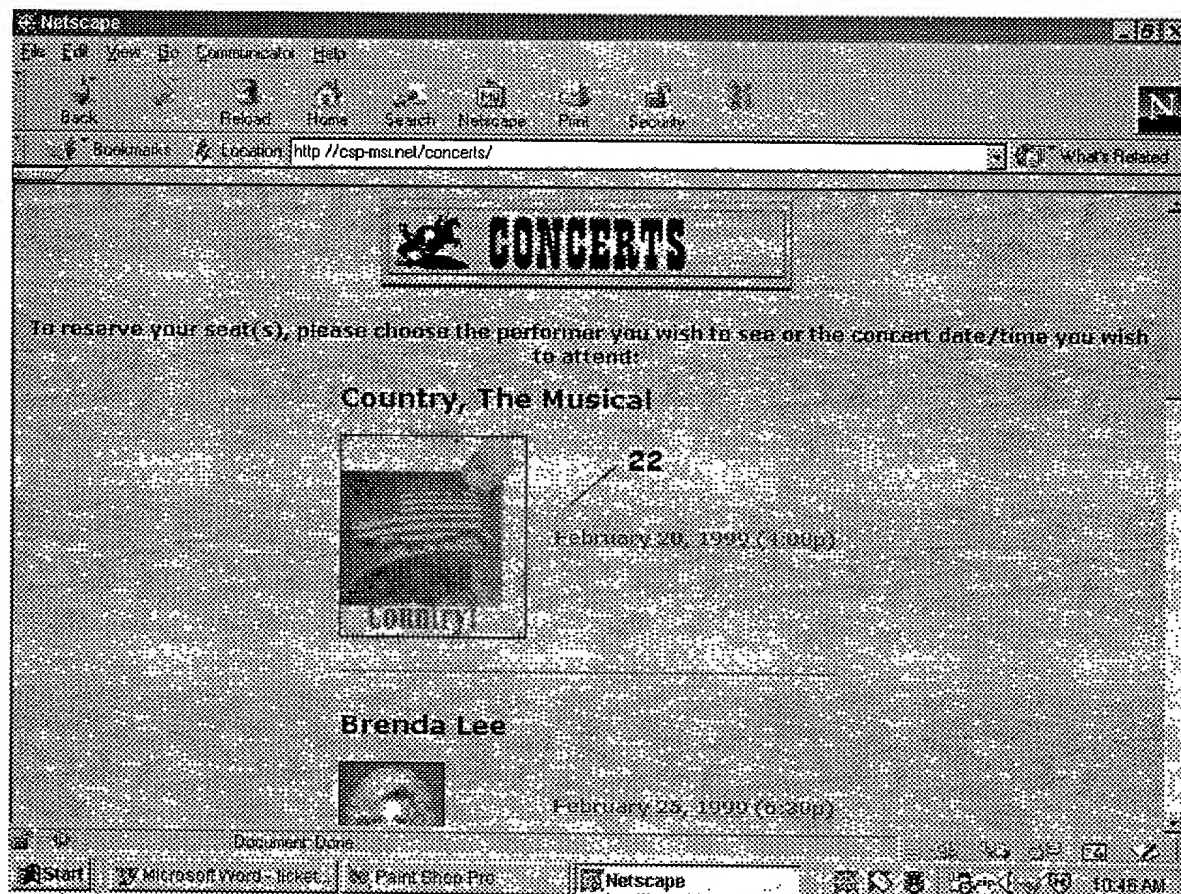 Netscape
File Edit View Go Communicator Help
Back Reload Home Search Netscape Print Security
Bookmarks Location http //csp-msi.net/concerts/ What's Related
CONCERTS
To reserve your seat(s), please choose the performer you wish to see or the concert date/time you wish
to attend:
Country, The Musical
22
February 20, 1999 (4:00p)
Country!
Brenda Lee
February 25, 1999 (6:30p)
Document: Done
Start Microsoft Word - Ticket... Paint Shop Pro Netscape 10:46 AM